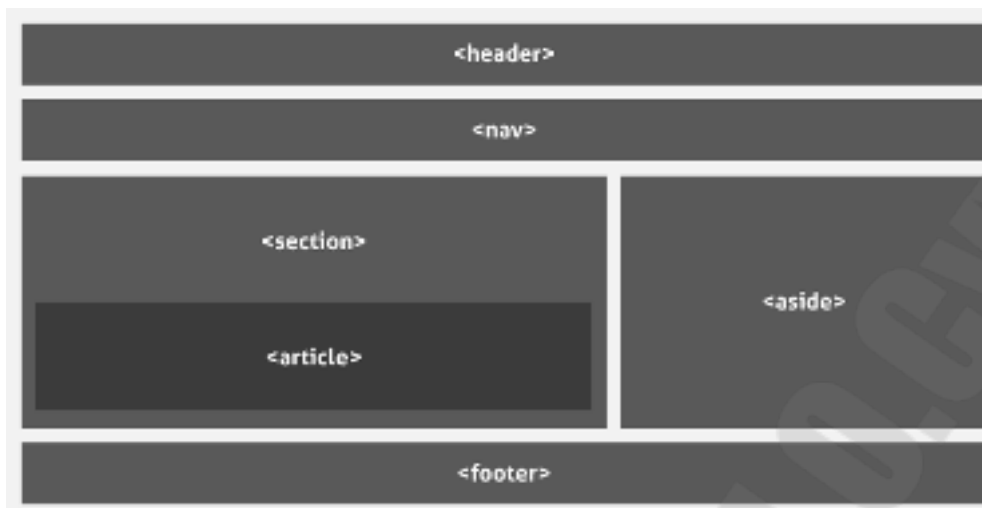 <header>
<nav>
<section>
<article>
<aside>
<footer>